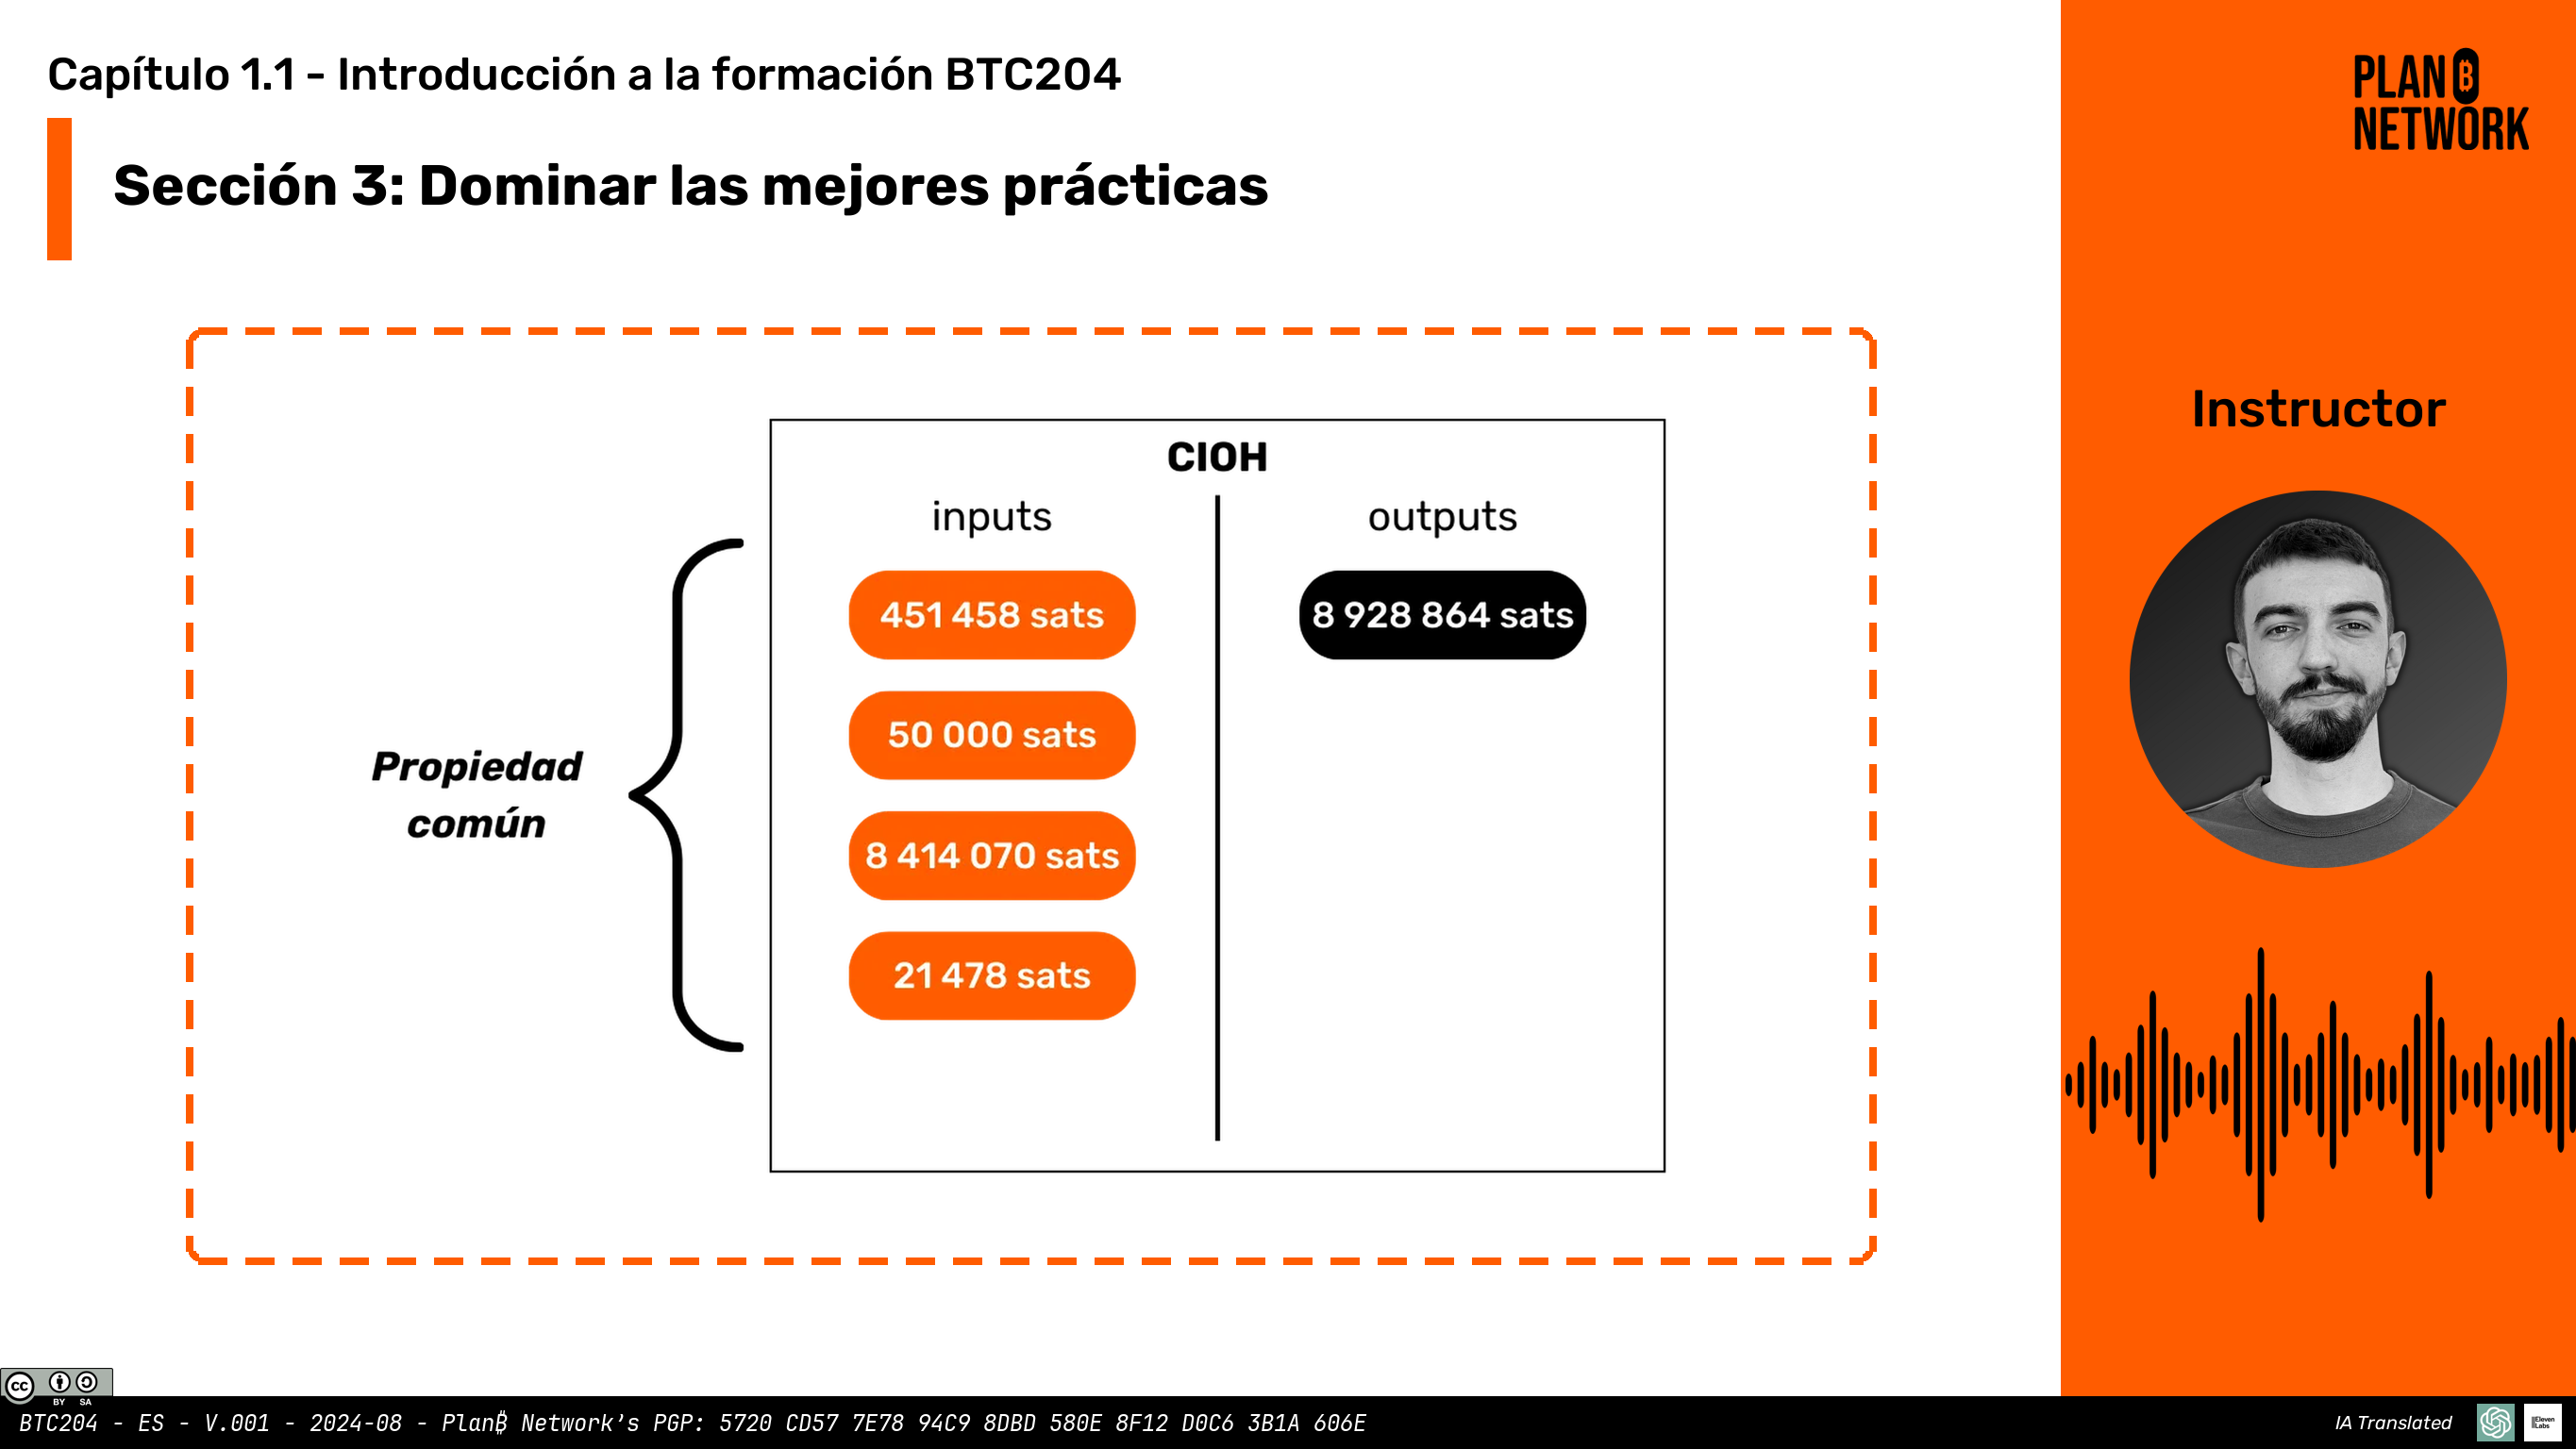 Capítulo 1.1 - Introducción a la formación BTC204
Sección 3: Dominar las mejores prácticas
PLAN ₿
NETWORK
Instructor
CIOH
inputs
outputs
451 458 sats
8 928 864 sats
50 000 sats
8 414 070 sats
21 478 sats
Propiedad
común
cc
BY SA
BTC204 - ES - V.001 - 2024-08 - Plan₿ Network's PGP: 5720 CD57 7E78 94C9 8DBD 580E 8F12 D0C6 3B1A 606E
IA Translated
ElevenLabs